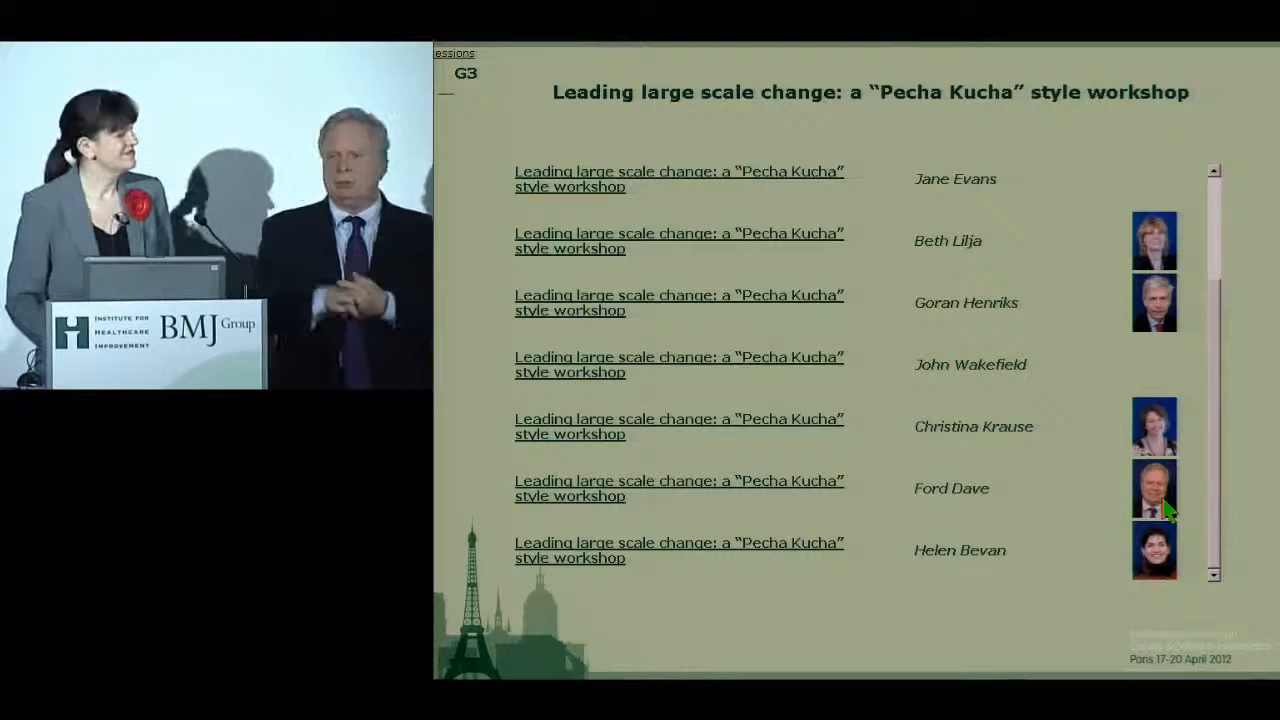 essions
G3
Leading large scale change: a “Pecha Kucha” style workshop
Leading large scale change: a “Pecha Kucha”
style workshop
Jane Evans
Leading large scale change: a “Pecha Kucha”
style workshop
Beth Lilja
Leading large scale change: a “Pecha Kucha”
style workshop
Goran Henriks
Leading large scale change: a “Pecha Kucha”
style workshop
John Wakefield
Leading large scale change: a “Pecha Kucha”
style workshop
Christina Krause
Leading large scale change: a “Pecha Kucha”
style workshop
Ford Dave
Leading large scale change: a “Pecha Kucha”
style workshop
Helen Bevan
INSTITUTE FOR
HEALTHCARE
IMPROVEMENT
BMJ Group
Paris 17-20 April 2012